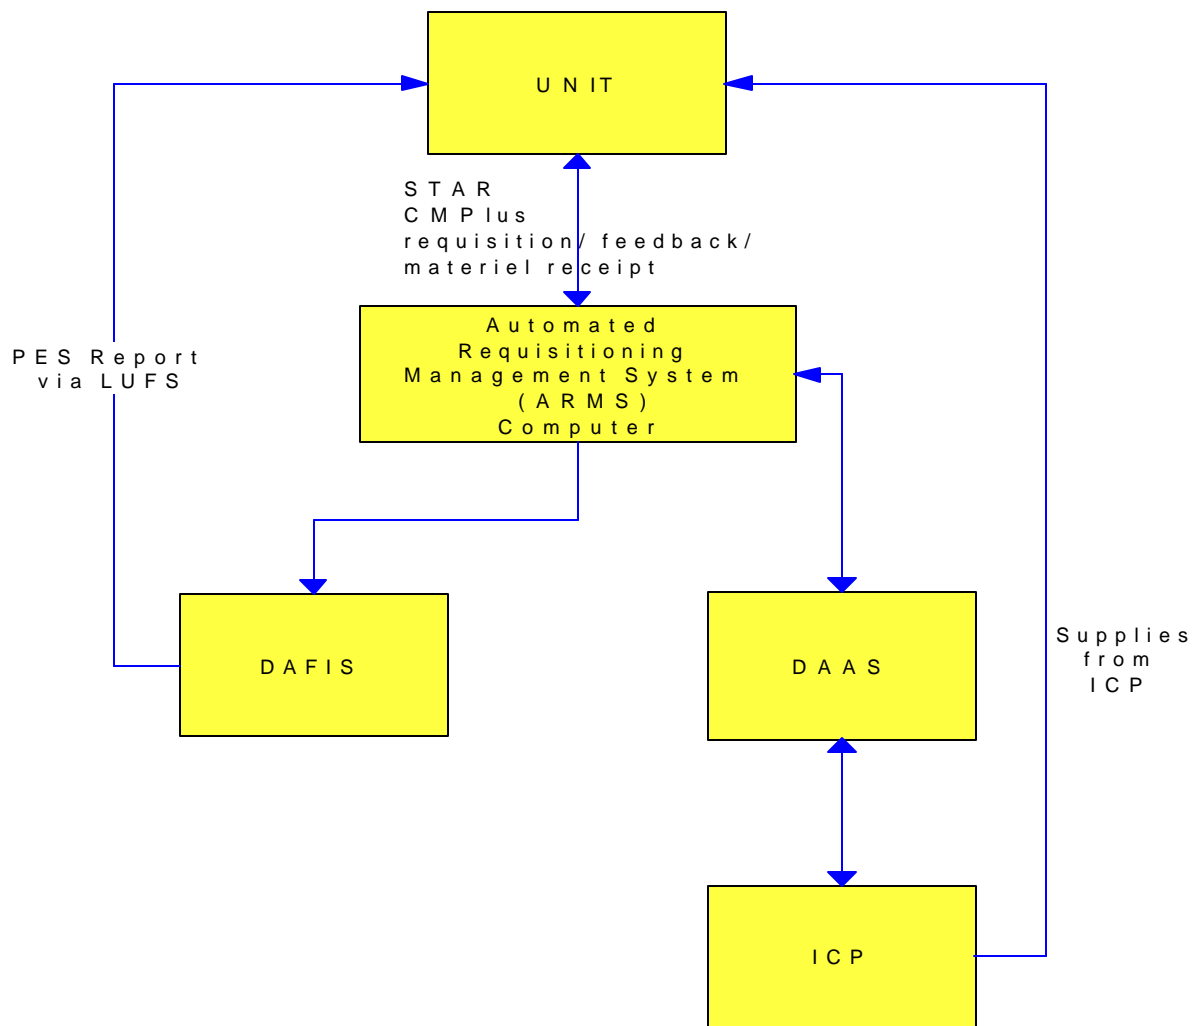 UNIT
STAR
CMPlus
requisition/ feedback/
materiel receipt
Automated
Requisitioning
Management System
(ARMS)
Computer
PES Report
via LUFS
DAFIS
DAAS
Supplies
from
ICP
ICP